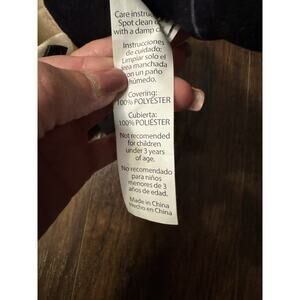 Care instruc
Spot clean
with a damp c
Instrucciones
de cuidado:
Limpiar solo el
área manchada
con un paño
húmedo.
Covering:
100% POLYESTER
Cubierta:
100% POLIÉSTER
Not recomended
for children
under 3 years
of age.
No recomendado
para niños
menores de 3
años de edad.
Made in China
Hecho en China